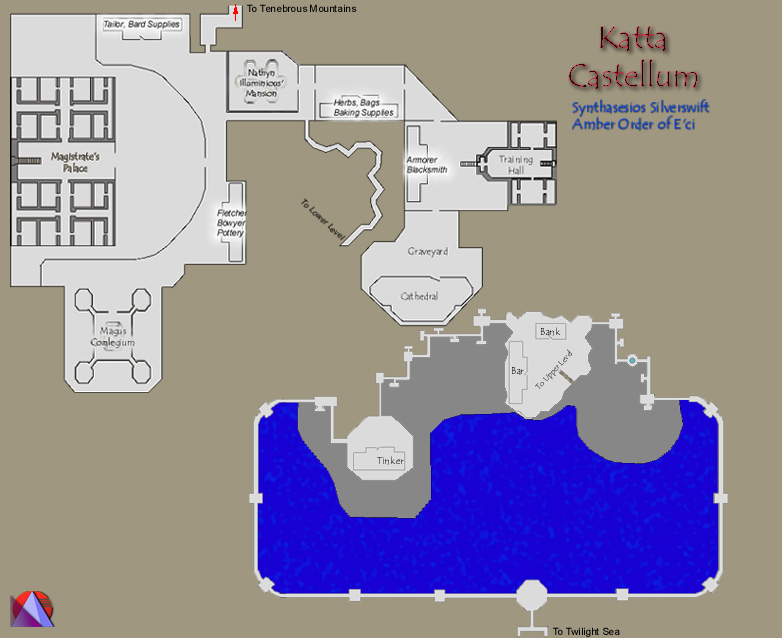 To Tenebrous Mountains
Tailor, Bard Supplies
Katta
Castellum
Synthasesios Silverswift
Amber Order of E'ci
Nathyn
Illuminious'
Mansion
Herbs, Bags
Baking Supplies
Magistrate's
Palace
Armorer
Blacksmith
Training
Hall
Fletcher
Bowyer
Pottery
To Lower Level
Graveyard
Cathedral
Magus
Conlegium
Bank
Bar
To Upper Level
Tinker
To Twilight Sea